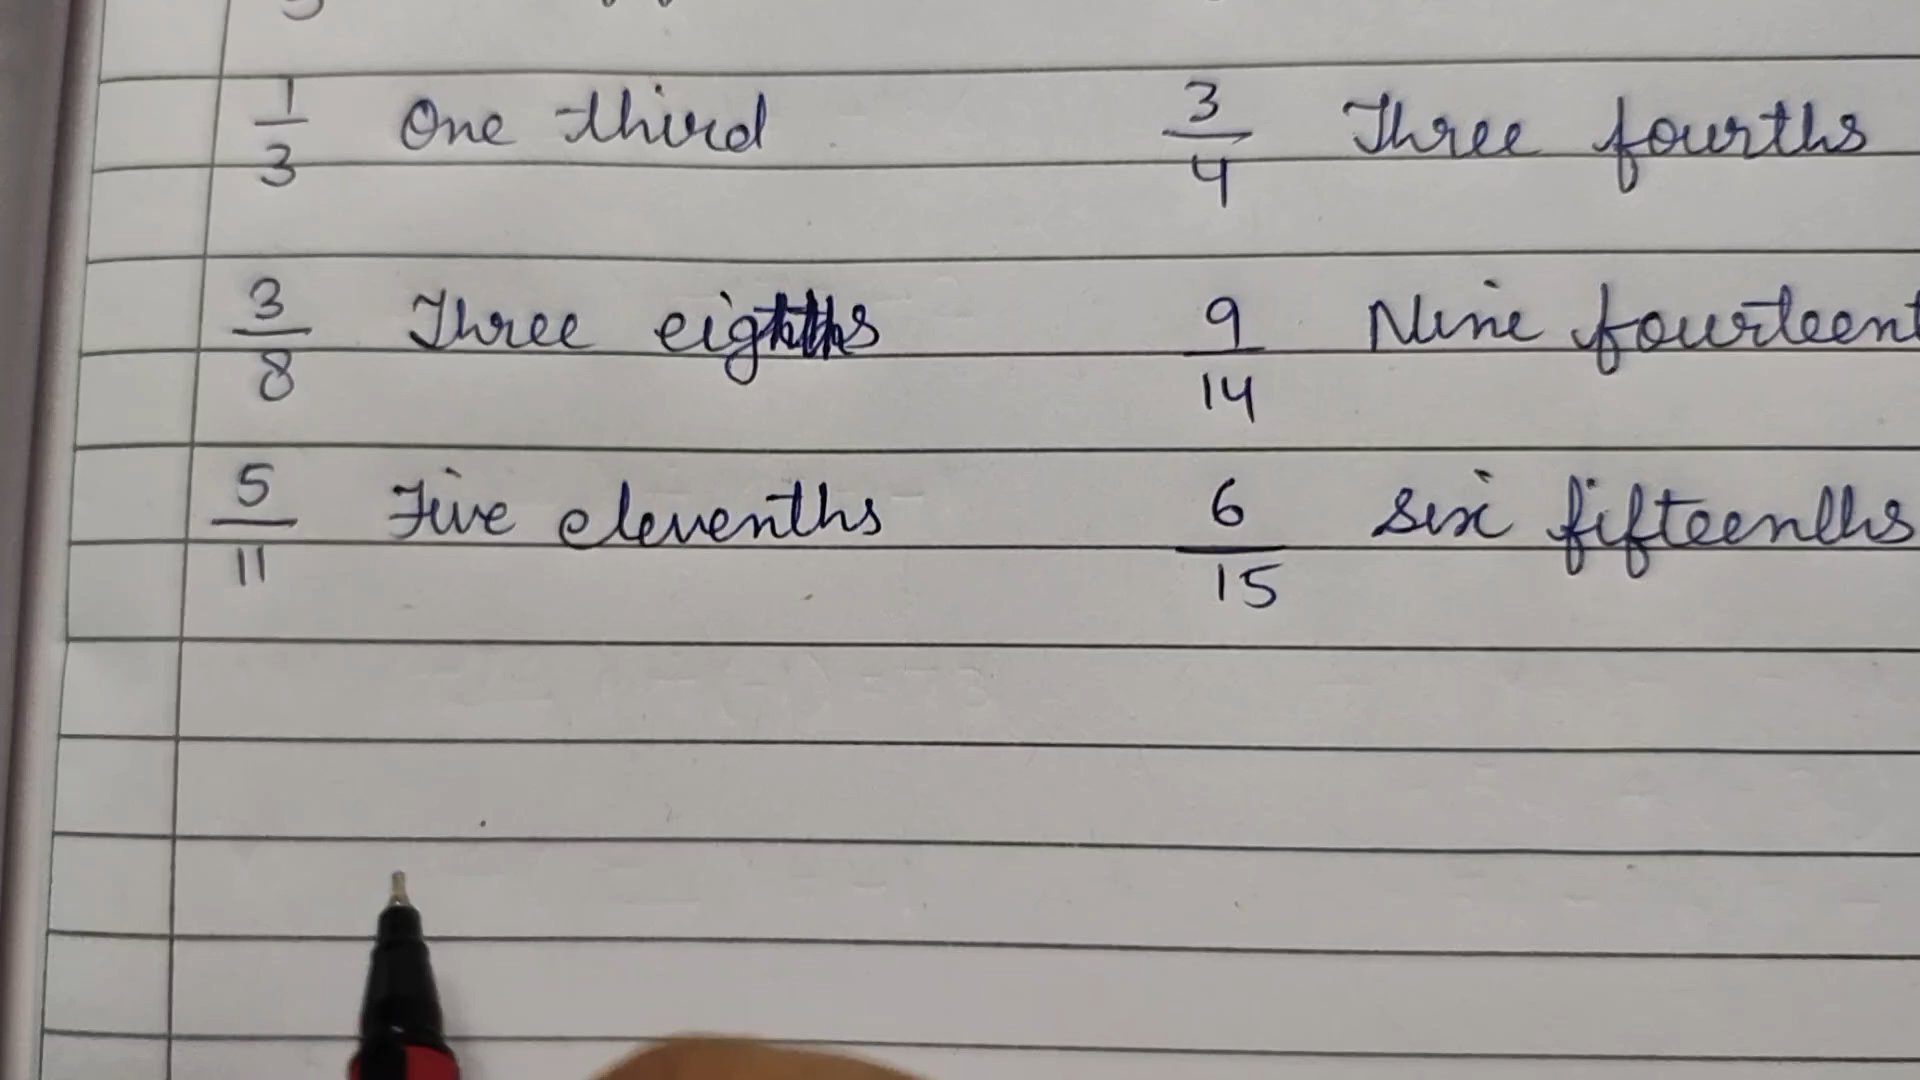 1/3 One third 3/4 Three fourths
3/8 Three eighths 9/14 Nine fourteent
5/11 Five elevenths 6/15 six fifteenths